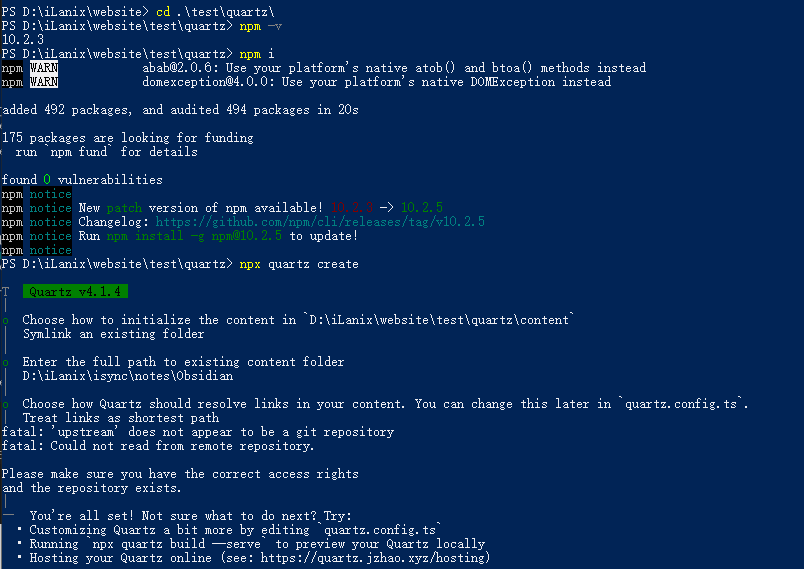 PS D:\iLanix\website> cd .\test\quartz\
PS D:\iLanix\website\test\quartz> npm -v
10.2.3
PS D:\iLanix\website\test\quartz> npm i
npm WARN abab@2.0.6: Use your platform's native atob() and btoa() methods instead
npm WARN domexception@4.0.0: Use your platform's native DOMException instead
added 492 packages, and audited 494 packages in 20s
175 packages are looking for funding
run `npm fund` for details
found 0 vulnerabilities
npm notice
npm notice New patch version of npm available! 10.2.3 -> 10.2.5
npm notice Changelog: https://github.com/npm/cli/releases/tag/v10.2.5
npm notice Run npm install -g npm@10.2.5 to update!
npm notice
PS D:\iLanix\website\test\quartz> npx quartz create
T Quartz v4.1.4
o Choose how to initialize the content in `D:\iLanix\website\test\quartz\content`
Symlink an existing folder
o Enter the full path to existing content folder
D:\iLanix\isync\notes\Obsidian
o Choose how Quartz should resolve links in your content. You can change this later in `quartz.config.ts`.
Treat links as shortest path
fatal: 'upstream' does not appear to be a git repository
fatal: Could not read from remote repository.
Please make sure you have the correct access rights
and the repository exists.
— You're all set! Not sure what to do next? Try:
• Customizing Quartz a bit more by editing `quartz.config.ts`
• Running `npx quartz build --serve` to preview your Quartz locally
• Hosting your Quartz online (see: https://quartz.jzhao.xyz/hosting)